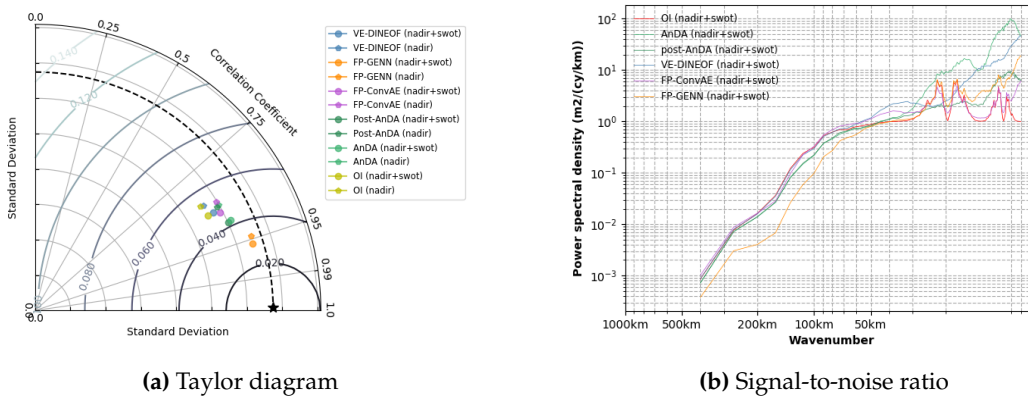 0.0
0.25
0.5
0.75
0.95
0.99
1.0
Correlation Coefficient
Standard Deviation
0.140
0.120
0.080
0.060
0.040
0.020
0.0
0.0
Standard Deviation
VE-DINEOF (nadir+swot)
VE-DINEOF (nadir)
FP-GENN (nadir+swot)
FP-GENN (nadir)
FP-ConvAE (nadir+swot)
FP-ConvAE (nadir)
Post-AnDA (nadir+swot)
Post-AnDA (nadir)
AnDA (nadir+swot)
AnDA (nadir)
OI (nadir+swot)
OI (nadir)
(a) Taylor diagram
Power spectral density (m2/(cy/km))
10²
10¹
10⁰
10⁻¹
10⁻²
10⁻³
OI (nadir+swot)
AnDA (nadir+swot)
post-AnDA (nadir+swot)
VE-DINEOF (nadir+swot)
FP-ConvAE (nadir+swot)
FP-GENN (nadir+swot)
1000km 500km 200km 100km 50km
Wavenumber
(b) Signal-to-noise ratio